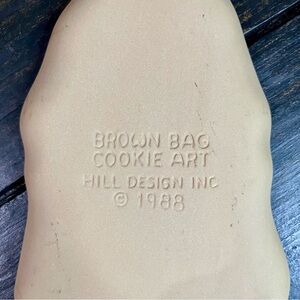 BROWN BAG
COOKIE ART
HILL DESIGN INC
© 1988